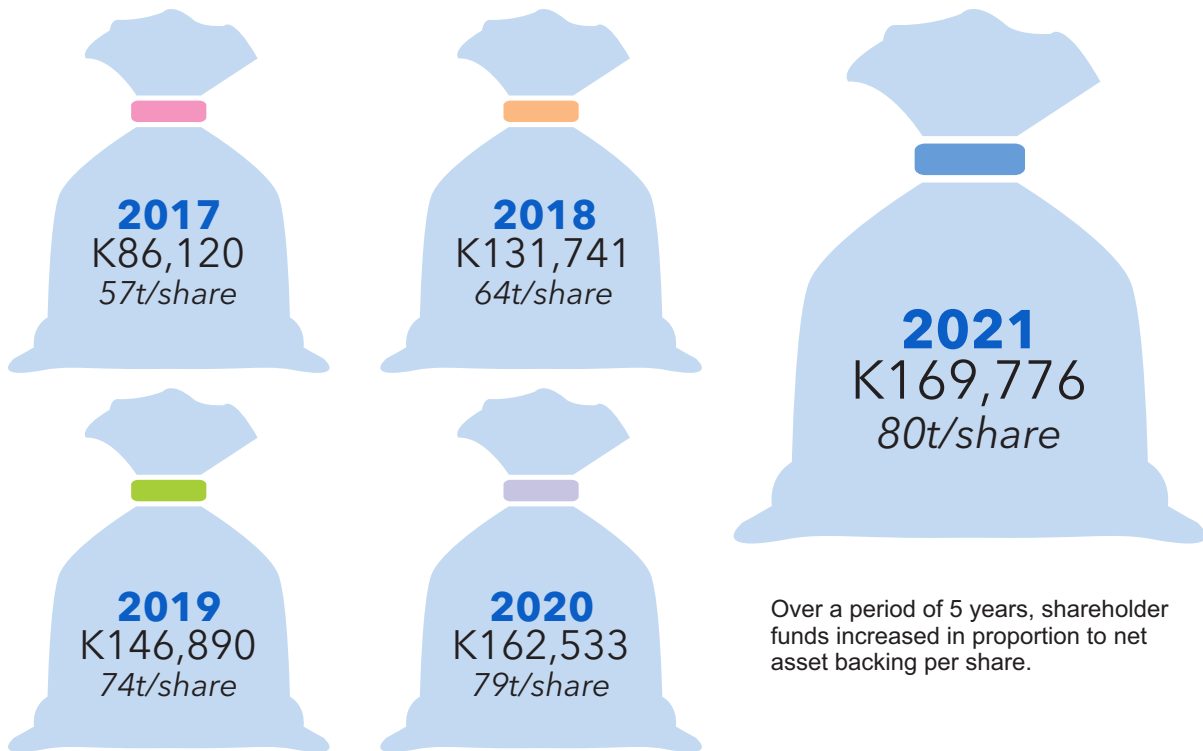 2017
K86,120
57t/share
2018
K131,741
64t/share
2021
K169,776
80t/share
2019
K146,890
74t/share
2020
K162,533
79t/share
Over a period of 5 years, shareholder
funds increased in proportion to net
asset backing per share.